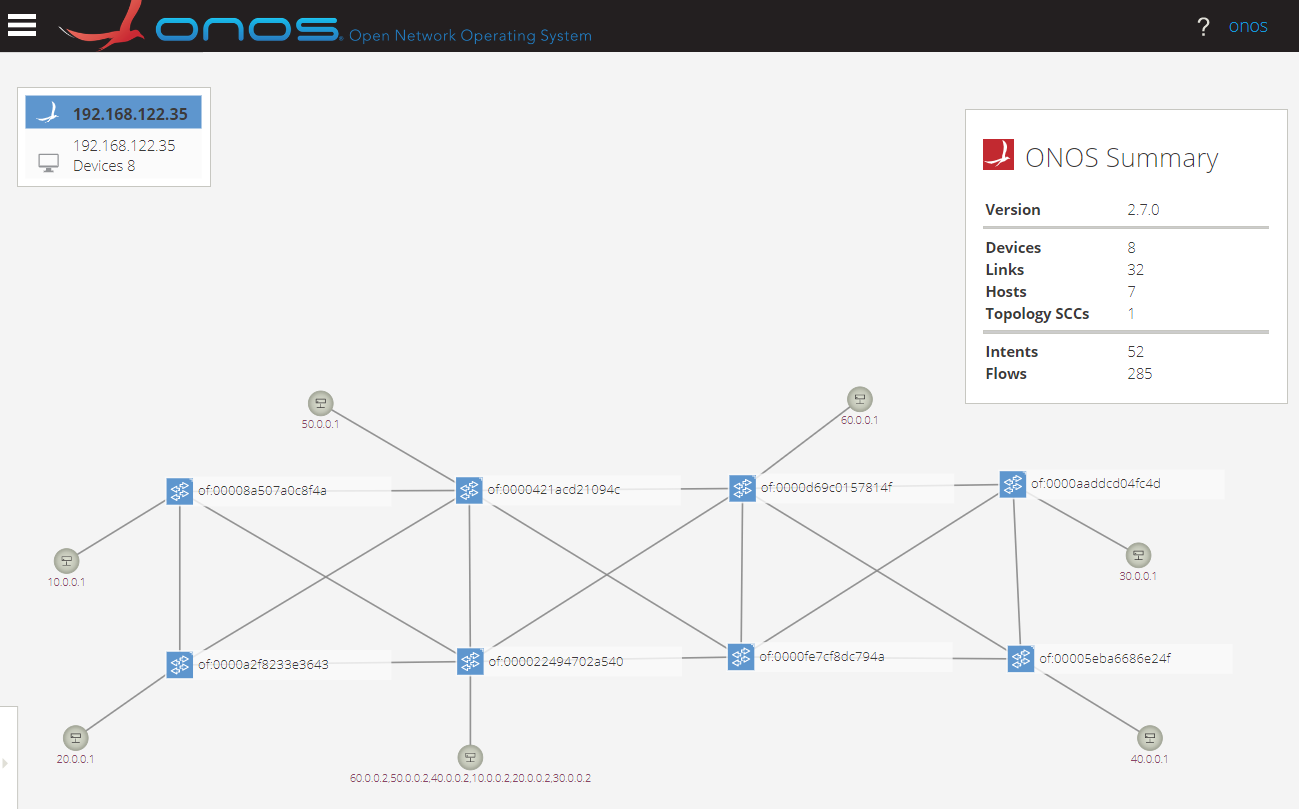 onos Open Network Operating System
? onos
192.168.122.35
192.168.122.35
Devices 8
ONOS Summary
Version 2.7.0
Devices 8
Links 32
Hosts 7
Topology SCCs 1
Intents 52
Flows 285
50.0.0.1
60.0.0.1
of:00008a507a0c8f4a
of:0000421acd21094c
of:0000d69c0157814f
of:0000aaddcd04fc4d
10.0.0.1
30.0.0.1
of:0000a2f8233e3643
of:000022494702a540
of:0000fe7cf8dc794a
of:00005eba6686e24f
20.0.0.1
40.0.0.1
60.0.0.2,50.0.0.2,40.0.0.2,10.0.0.2,20.0.0.2,30.0.0.2